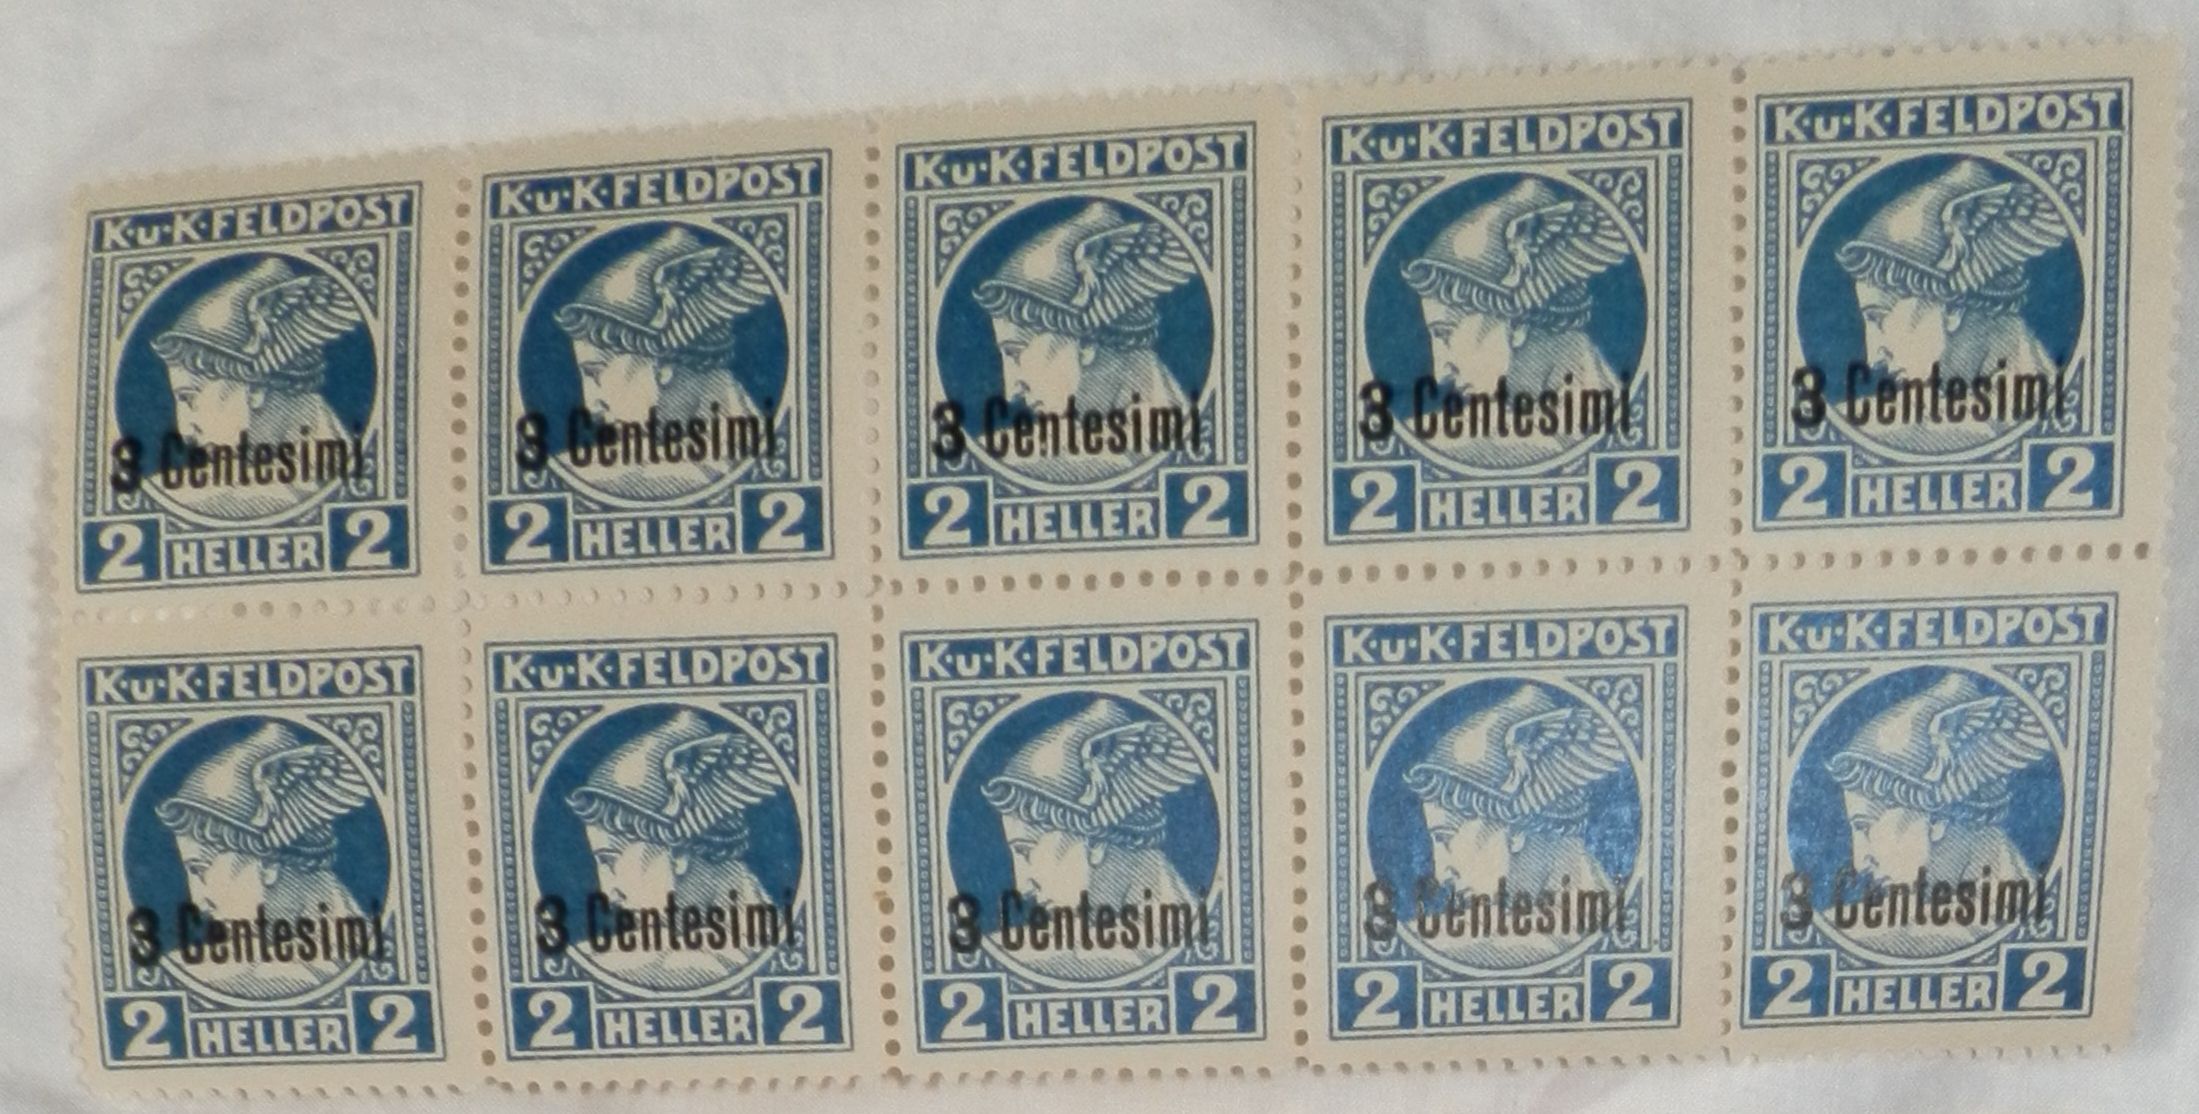 K·u·K·FELDPOST K·u·K·FELDPOST K·u·K·FELDPOST K·u·K·FELDPOST K·u·K·FELDPOST
3 Centesimi 3 Centesimi 3 Centesimi 3 Centesimi 3 Centesimi
2 HELLER 2 2 HELLER 2 2 HELLER 2 2 HELLER 2 2 HELLER 2
K·u·K·FELDPOST K·u·K·FELDPOST K·u·K·FELDPOST K·u·K·FELDPOST K·u·K·FELDPOST
3 Centesimi 3 Centesimi 3 Centesimi 3 Centesimi 3 Centesimi
2 HELLER 2 2 HELLER 2 2 HELLER 2 2 HELLER 2 2 HELLER 2